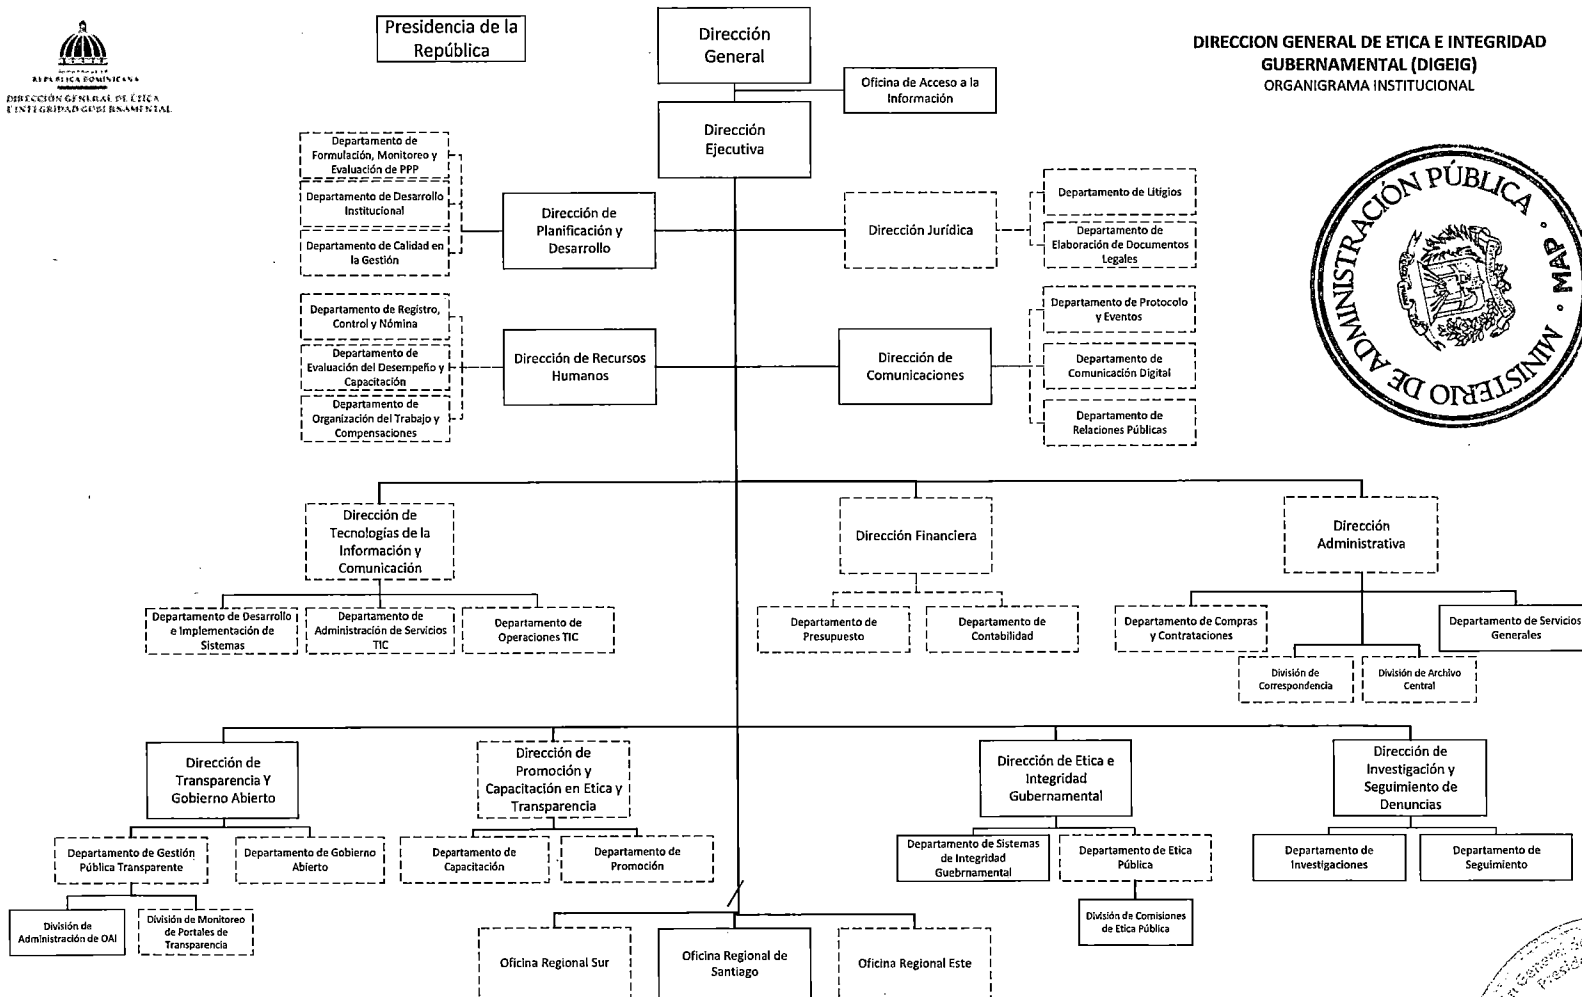 REPÚBLICA DOMINICANA
DIRECCIÓN GENERAL DE ÉTICA
E INTEGRIDAD GUBERNAMENTAL
Presidencia de la
República
Dirección
General
DIRECCION GENERAL DE ETICA E INTEGRIDAD
GUBERNAMENTAL (DIGEIG)
ORGANIGRAMA INSTITUCIONAL
Oficina de Acceso a la
Información
Dirección
Ejecutiva
Departamento de
Formulación, Monitoreo y
Evaluación de PPP
Departamento de Desarrollo
Institucional
Departamento de Calidad en
la Gestión
Dirección de
Planificación y
Desarrollo
Dirección Jurídica
Departamento de Litigios
Departamento de
Elaboración de Documentos
Legales
MINISTERIO DE ADMINISTRACIÓN PÚBLICA · MAP ·
Departamento de Registro,
Control y Nómina
Departamento de
Evaluación del Desempeño y
Capacitación
Departamento de
Organización del Trabajo y
Compensaciones
Dirección de Recursos
Humanos
Dirección de
Comunicaciones
Departamento de Protocolo
y Eventos
Departamento de
Comunicación Digital
Departamento de
Relaciones Públicas
Dirección de
Tecnologías de la
Información y
Comunicación
Dirección Financiera
Dirección
Administrativa
Departamento de Desarrollo
e Implementación de
Sistemas
Departamento de
Administración de Servicios
TIC
Departamento de
Operaciones TIC
Departamento de
Presupuesto
Departamento de
Contabilidad
Departamento de Compras
y Contrataciones
Departamento de Servicios
Generales
División de
Correspondencia
División de Archivo
Central
Dirección de
Transparencia Y
Gobierno Abierto
Dirección de
Promoción y
Capacitación en Etica y
Transparencia
Dirección de Etica e
Integridad
Gubernamental
Dirección de
Investigación y
Seguimiento de
Denuncias
Departamento de Gestión
Pública Transparente
Departamento de Gobierno
Abierto
Departamento de
Capacitación
Departamento de
Promoción
Departamento de Sistemas
de Integridad
Guebrnamental
Departamento de Etica
Pública
Departamento de
Investigaciones
Departamento de
Seguimiento
División de
Administración de OAI
División de Monitoreo
de Portales de
Transparencia
División de Comisiones
de Etica Pública
Oficina Regional Sur
Oficina Regional de
Santiago
Oficina Regional Este
General de